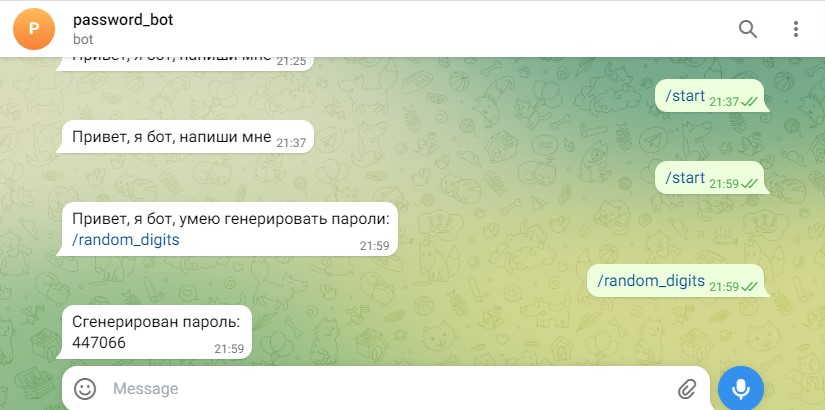 P
password_bot
bot
Привет, я бот, напиши мне 21:25
/start 21:37
Привет, я бот, напиши мне 21:37
/start 21:59
Привет, я бот, умею генерировать пароли:
/random_digits 21:59
/random_digits 21:59
Сгенерирован пароль:
447066 21:59
Message